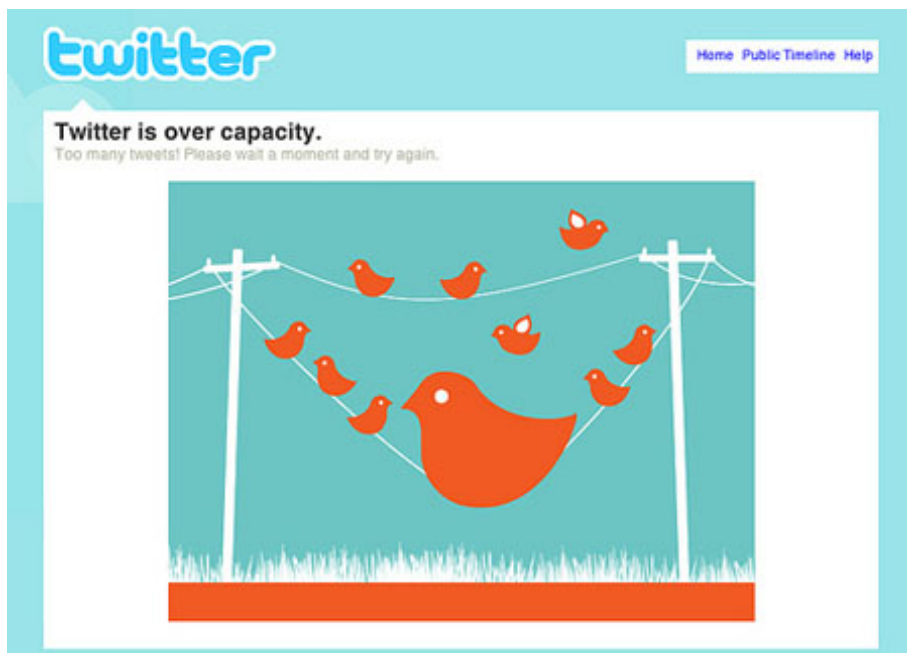 twitter
Home Public Timeline Help
Twitter is over capacity.
Too many tweets! Please wait a moment and try again.